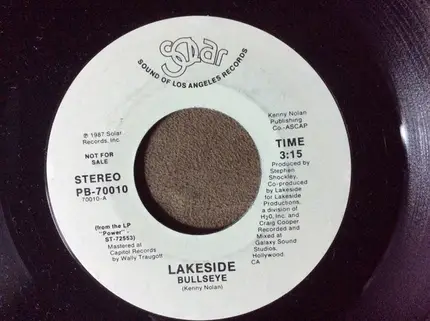 Solar
SOUND OF LOS ANGELES RECORDS
℗ 1987 Solar
Records, Inc.
NOT FOR
SALE
STEREO
PB-70010
70010-A
(from the LP
"Power" -
ST-72553)
Mastered at
Capitol Records
by Wally Traugott
Kenny Nolan
Publishing
Co.-ASCAP
TIME
3:15
Produced by
Stephen
Shockley,
Co-produced
by Lakeside
for Lakeside
Productions,
a division of
H₂0, Inc. and
Craig Cooper
Recorded and
Mixed at
Galaxy Sound
Studios,
Hollywood,
CA
LAKESIDE
BULLSEYE
(Kenny Nolan)